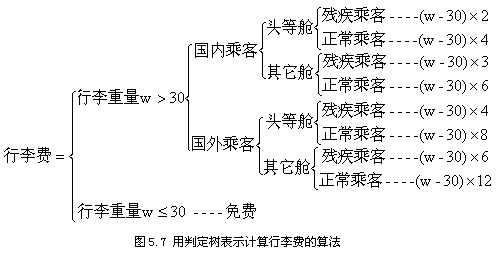 头等舱 残疾乘客 ----(w - 30)×2
正常乘客 ----(w - 30)×4
国内乘客
其它舱 残疾乘客 ----(w - 30)×3
正常乘客 ----(w - 30)×6
行李重量w > 30
头等舱 残疾乘客 ----(w - 30)×4
正常乘客 ----(w - 30)×8
国外乘客
其它舱 残疾乘客 ----(w - 30)×6
正常乘客 ----(w - 30)×12
行李费 =
行李重量w ≤ 30 ---- 免费
图 5.7 用判定树表示计算行李费的算法